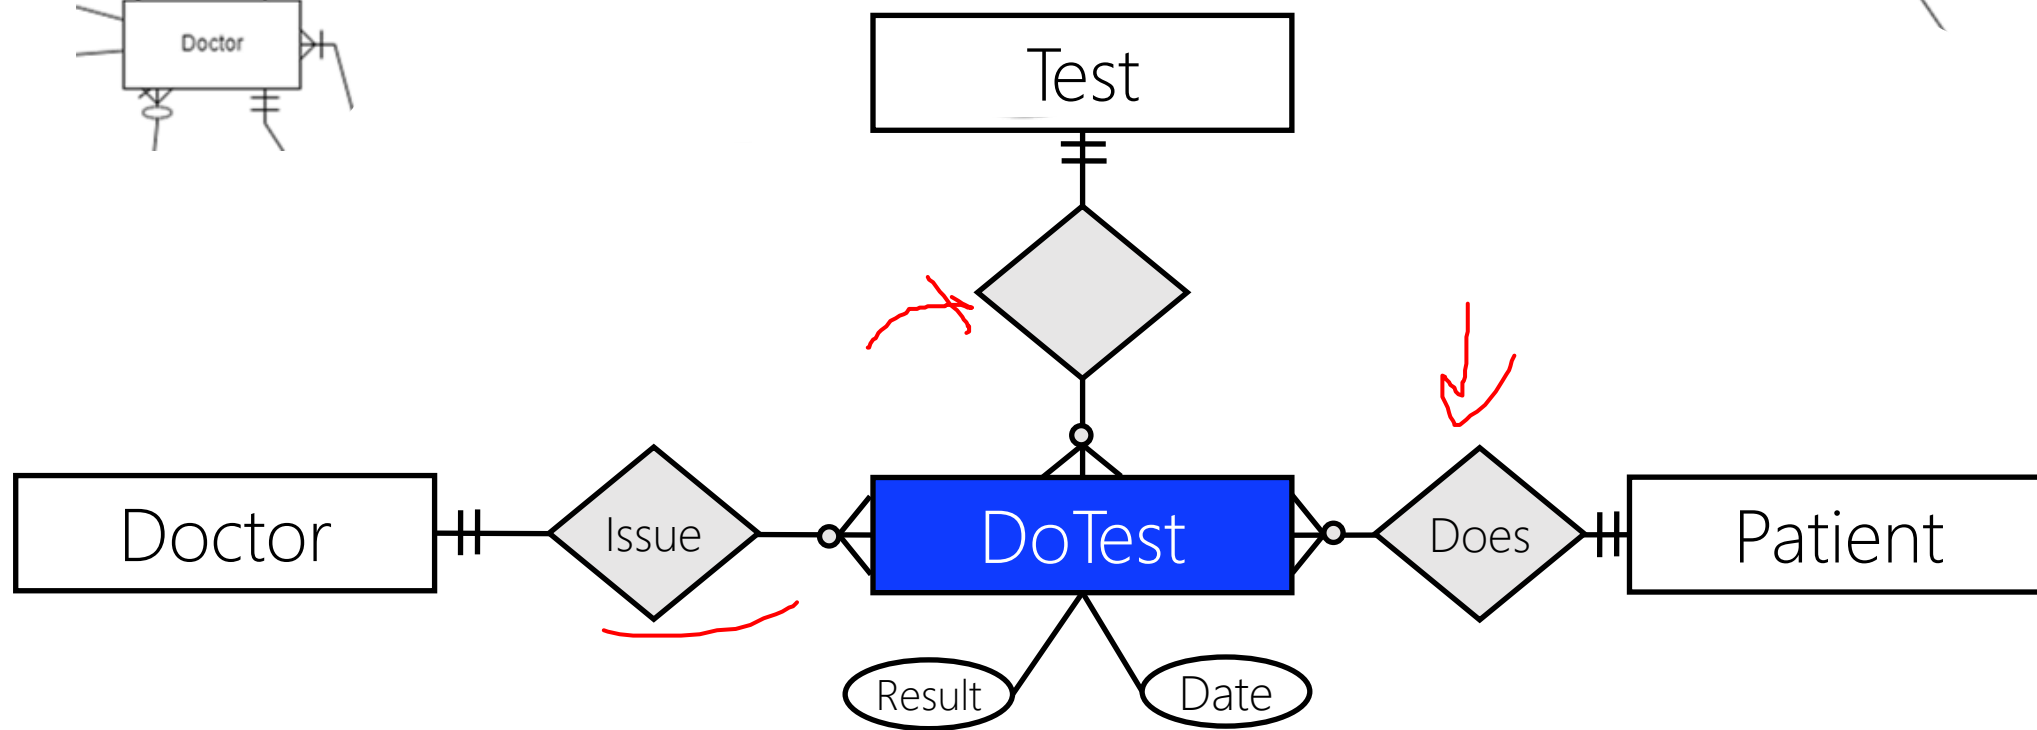 Doctor
Test
Doctor
Issue
DoTest
Does
Patient
Result
Date